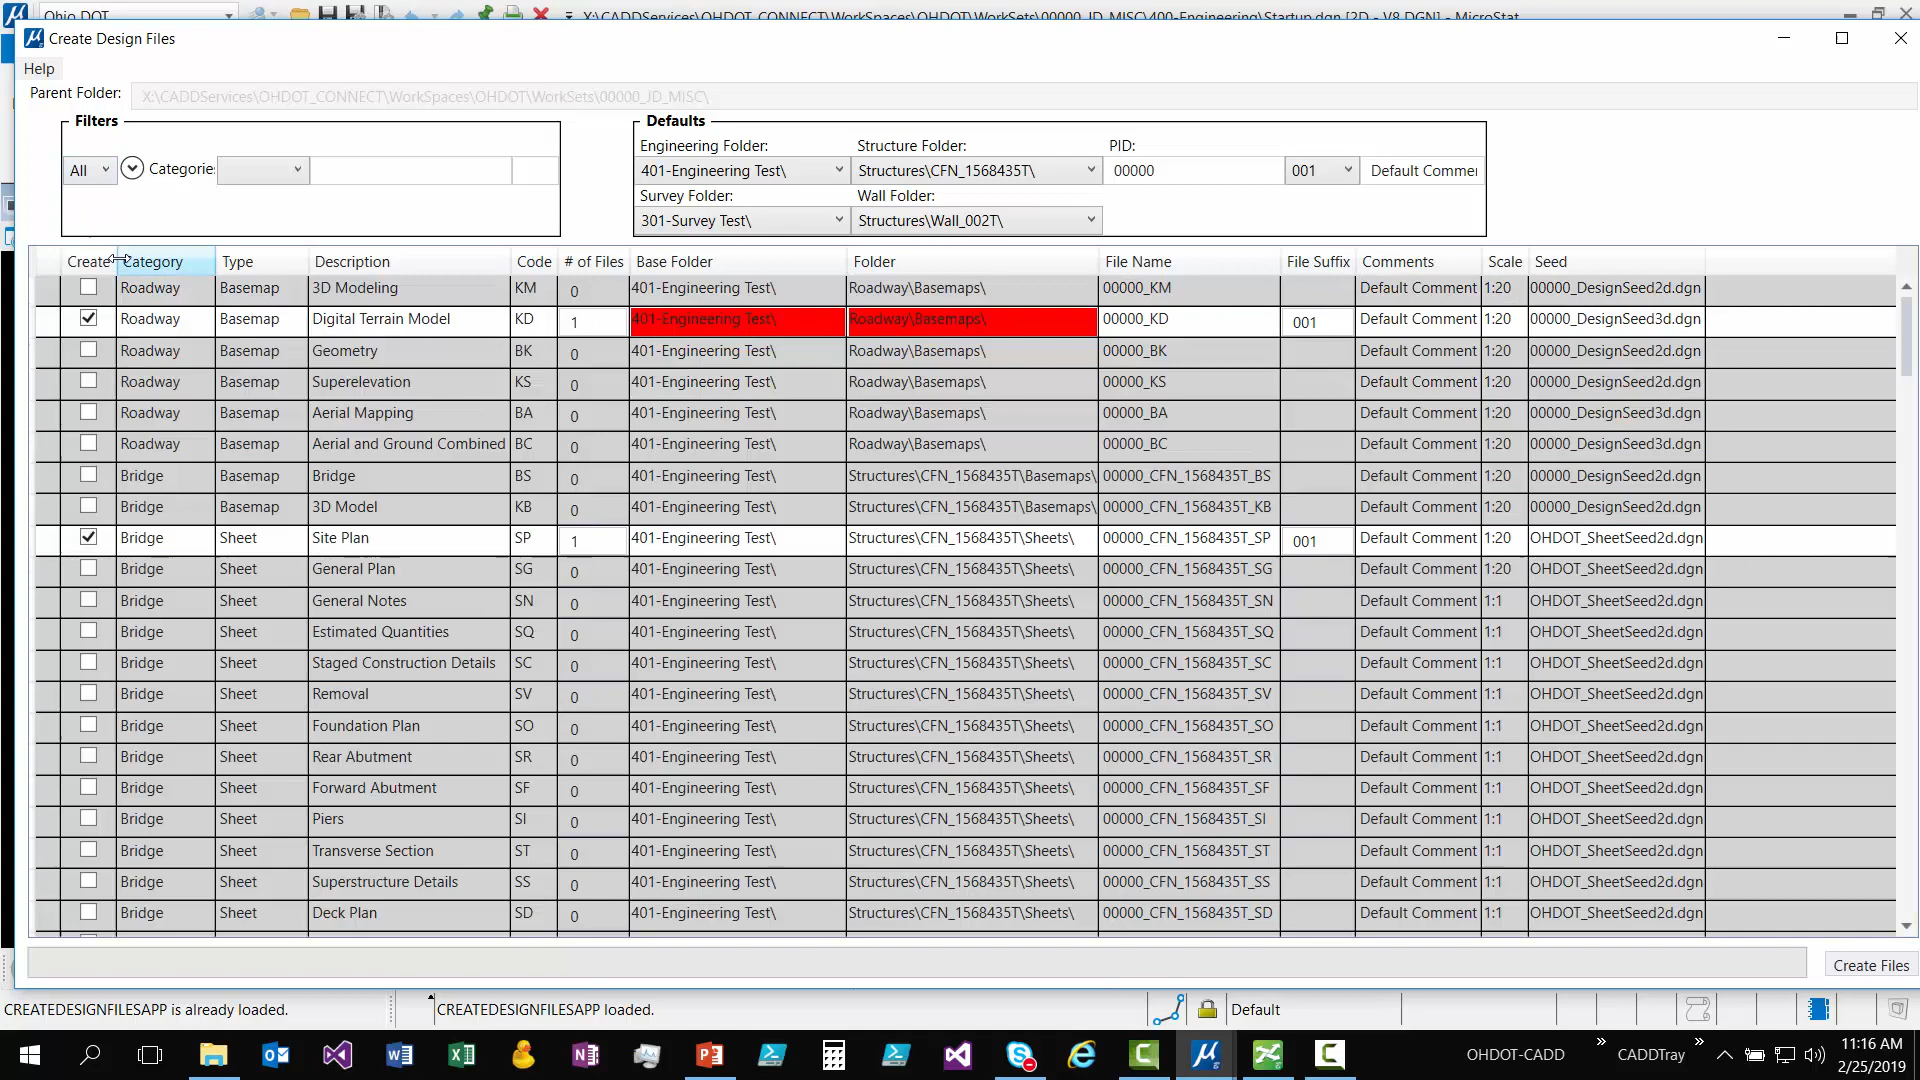 Ohio DOT X:\CADDServices\OHDOT_CONNECT\WorkSpaces\OHDOT\WorkSets\00000_JD_MISC\400-Engineering\Startup.dgn [2D - V8 DGN] - MicroStat
Create Design Files
Help
Parent Folder: X:\CADDServices\OHDOT_CONNECT\WorkSpaces\OHDOT\WorkSets\00000_JD_MISC\
Filters Defaults
Engineering Folder: Structure Folder: PID:
All Categorie: 401-Engineering Test\ Structures\CFN_1568435T\ 00000 001 Default Comme
Survey Folder: Wall Folder:
301-Survey Test\ Structures\Wall_002T\
Create Category Type Description Code # of Files Base Folder Folder File Name File Suffix Comments Scale Seed
Roadway Basemap 3D Modeling KM 0 401-Engineering Test\ Roadway\Basemaps\ 00000_KM Default Comment 1:20 00000_DesignSeed2d.dgn
Roadway Basemap Digital Terrain Model KD 1 401-Engineering Test\ Roadway\Basemaps\ 00000_KD 001 Default Comment 1:20 00000_DesignSeed3d.dgn
Roadway Basemap Geometry BK 0 401-Engineering Test\ Roadway\Basemaps\ 00000_BK Default Comment 1:20 00000_DesignSeed2d.dgn
Roadway Basemap Superelevation KS 0 401-Engineering Test\ Roadway\Basemaps\ 00000_KS Default Comment 1:20 00000_DesignSeed2d.dgn
Roadway Basemap Aerial Mapping BA 0 401-Engineering Test\ Roadway\Basemaps\ 00000_BA Default Comment 1:20 00000_DesignSeed3d.dgn
Roadway Basemap Aerial and Ground Combined BC 0 401-Engineering Test\ Roadway\Basemaps\ 00000_BC Default Comment 1:20 00000_DesignSeed3d.dgn
Bridge Basemap Bridge BS 0 401-Engineering Test\ Structures\CFN_1568435T\Basemaps\ 00000_CFN_1568435T_BS Default Comment 1:20 00000_DesignSeed2d.dgn
Bridge Basemap 3D Model KB 0 401-Engineering Test\ Structures\CFN_1568435T\Basemaps\ 00000_CFN_1568435T_KB Default Comment 1:20 00000_DesignSeed2d.dgn
Bridge Sheet Site Plan SP 1 401-Engineering Test\ Structures\CFN_1568435T\Sheets\ 00000_CFN_1568435T_SP 001 Default Comment 1:20 OHDOT_SheetSeed2d.dgn
Bridge Sheet General Plan SG 0 401-Engineering Test\ Structures\CFN_1568435T\Sheets\ 00000_CFN_1568435T_SG Default Comment 1:20 OHDOT_SheetSeed2d.dgn
Bridge Sheet General Notes SN 0 401-Engineering Test\ Structures\CFN_1568435T\Sheets\ 00000_CFN_1568435T_SN Default Comment 1:1 OHDOT_SheetSeed2d.dgn
Bridge Sheet Estimated Quantities SQ 0 401-Engineering Test\ Structures\CFN_1568435T\Sheets\ 00000_CFN_1568435T_SQ Default Comment 1:1 OHDOT_SheetSeed2d.dgn
Bridge Sheet Staged Construction Details SC 0 401-Engineering Test\ Structures\CFN_1568435T\Sheets\ 00000_CFN_1568435T_SC Default Comment 1:1 OHDOT_SheetSeed2d.dgn
Bridge Sheet Removal SV 0 401-Engineering Test\ Structures\CFN_1568435T\Sheets\ 00000_CFN_1568435T_SV Default Comment 1:1 OHDOT_SheetSeed2d.dgn
Bridge Sheet Foundation Plan SO 0 401-Engineering Test\ Structures\CFN_1568435T\Sheets\ 00000_CFN_1568435T_SO Default Comment 1:1 OHDOT_SheetSeed2d.dgn
Bridge Sheet Rear Abutment SR 0 401-Engineering Test\ Structures\CFN_1568435T\Sheets\ 00000_CFN_1568435T_SR Default Comment 1:1 OHDOT_SheetSeed2d.dgn
Bridge Sheet Forward Abutment SF 0 401-Engineering Test\ Structures\CFN_1568435T\Sheets\ 00000_CFN_1568435T_SF Default Comment 1:1 OHDOT_SheetSeed2d.dgn
Bridge Sheet Piers SI 0 401-Engineering Test\ Structures\CFN_1568435T\Sheets\ 00000_CFN_1568435T_SI Default Comment 1:1 OHDOT_SheetSeed2d.dgn
Bridge Sheet Transverse Section ST 0 401-Engineering Test\ Structures\CFN_1568435T\Sheets\ 00000_CFN_1568435T_ST Default Comment 1:1 OHDOT_SheetSeed2d.dgn
Bridge Sheet Superstructure Details SS 0 401-Engineering Test\ Structures\CFN_1568435T\Sheets\ 00000_CFN_1568435T_SS Default Comment 1:1 OHDOT_SheetSeed2d.dgn
Bridge Sheet Deck Plan SD 0 401-Engineering Test\ Structures\CFN_1568435T\Sheets\ 00000_CFN_1568435T_SD Default Comment 1:1 OHDOT_SheetSeed2d.dgn
Create Files
CREATEDESIGNFILESAPP is already loaded. CREATEDESIGNFILESAPP loaded. Default
OHDOT-CADD » CADDTray » 11:16 AM
2/25/2019